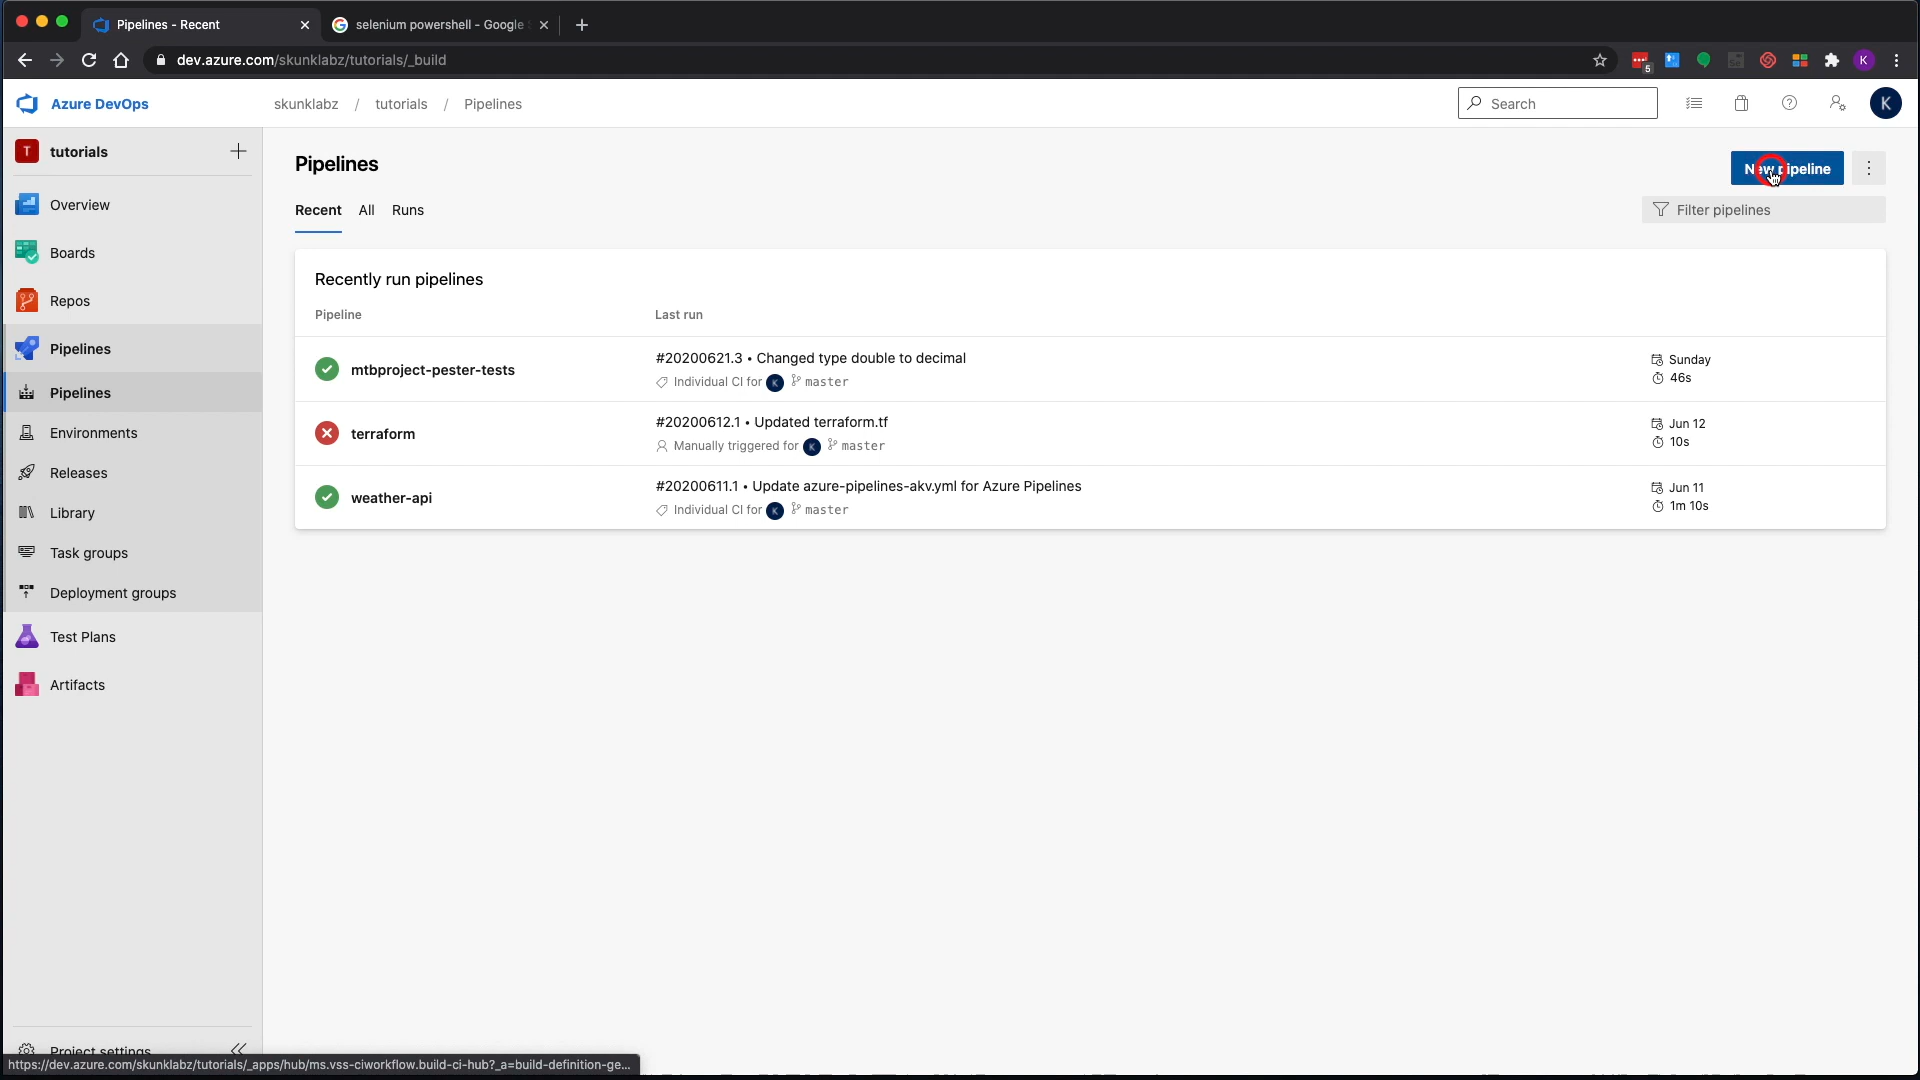 Pipelines - Recent
selenium powershell - Google
dev.azure.com/skunklabz/tutorials/_build
5
K
Azure DevOps
skunklabz / tutorials / Pipelines
Search
K
T tutorials
Overview
Boards
Repos
Pipelines
Pipelines
Environments
Releases
Library
Task groups
Deployment groups
Test Plans
Artifacts
Project settings
Pipelines
New pipeline
Recent All Runs
Filter pipelines
Recently run pipelines
Pipeline Last run
mtbproject-pester-tests
#20200621.3 • Changed type double to decimal
Individual CI for K master
Sunday
46s
terraform
#20200612.1 • Updated terraform.tf
Manually triggered for K master
Jun 12
10s
weather-api
#20200611.1 • Update azure-pipelines-akv.yml for Azure Pipelines
Individual CI for K master
Jun 11
1m 10s
https://dev.azure.com/skunklabz/tutorials/_apps/hub/ms.vss-ciworkflow.build-ci-hub?_a=build-definition-ge...